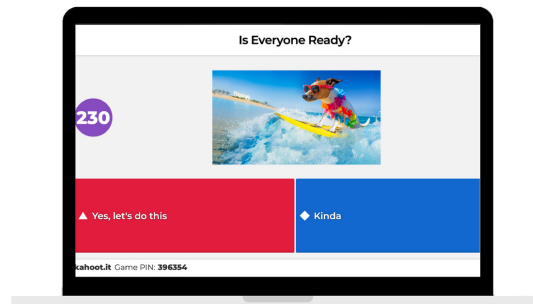 Is Everyone Ready?
230
Yes, let's do this
Kinda
kahoot.it Game PIN: 396354